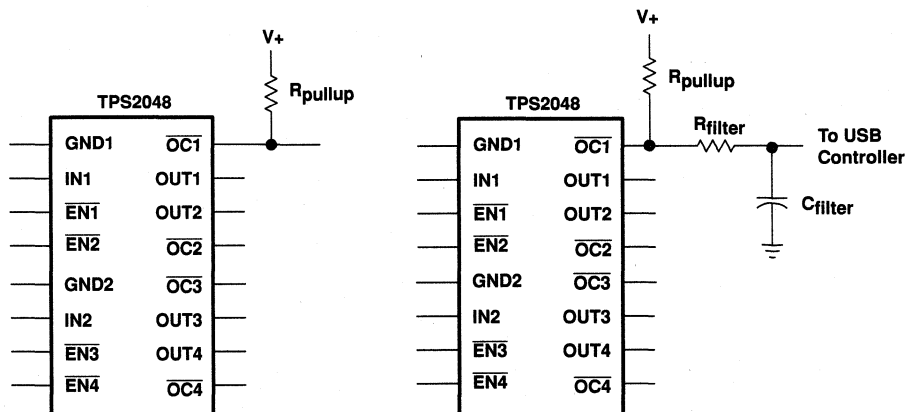 V+
Rpullup
TPS2048
GND1 OC1
IN1 OUT1
EN1 OUT2
EN2 OC2
GND2 OC3
IN2 OUT3
EN3 OUT4
EN4 OC4
V+
Rpullup
TPS2048
Rfilter
To USB
Controller
Cfilter
GND1 OC1
IN1 OUT1
EN1 OUT2
EN2 OC2
GND2 OC3
IN2 OUT3
EN3 OUT4
EN4 OC4